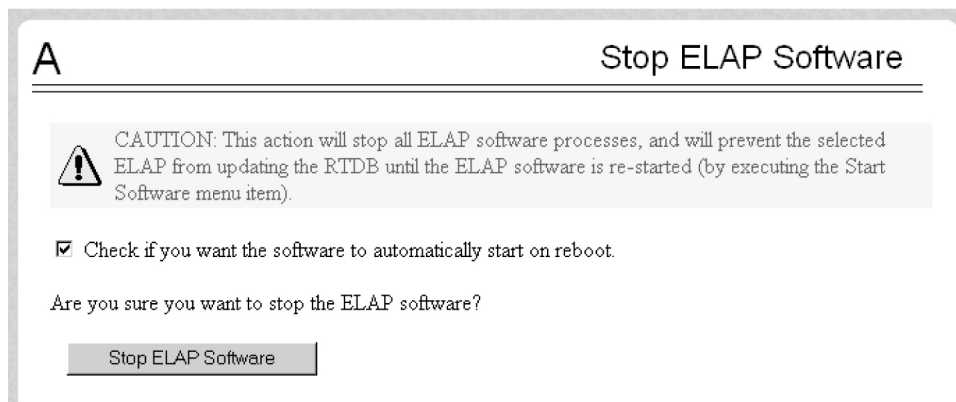 A
Stop ELAP Software
CAUTION: This action will stop all ELAP software processes, and will prevent the selected
ELAP from updating the RTDB until the ELAP software is re-started (by executing the Start
Software menu item).
Check if you want the software to automatically start on reboot.
Are you sure you want to stop the ELAP software?
Stop ELAP Software